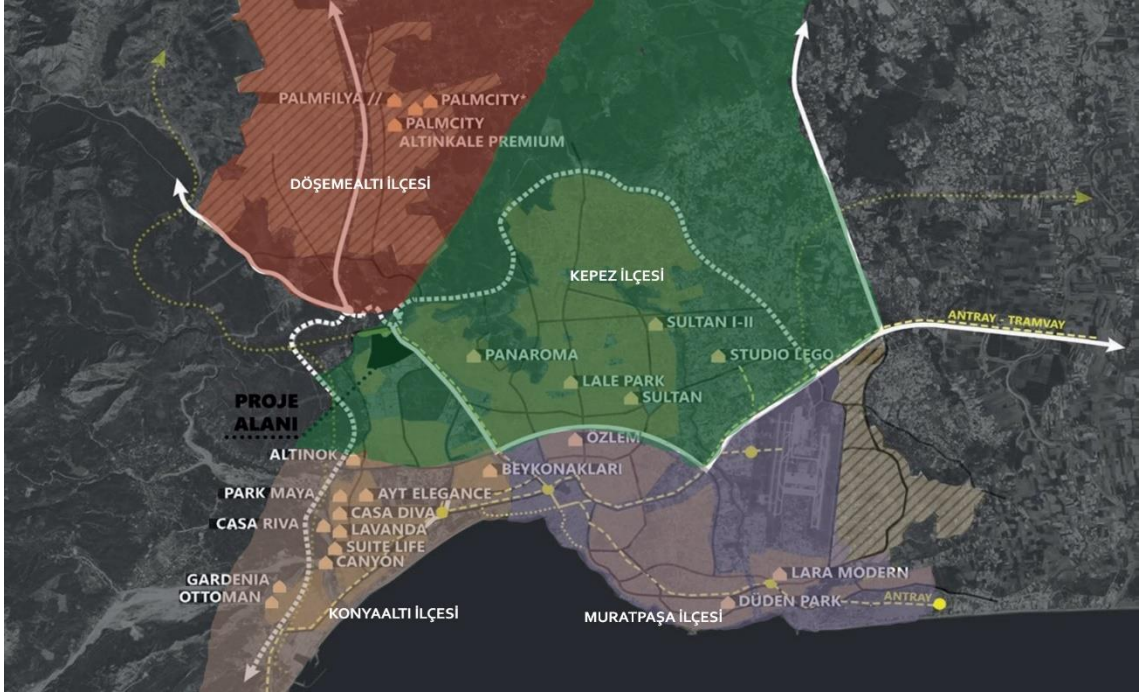 PALMFILYA //
PALMCITY*
PALMCITY
ALTINKALE PREMIUM
DÖŞEMEALTI İLÇESİ
KEPEZ İLÇESİ
ANTRAY - TRAMVAY
SULTAN I-II
PANAROMA
STUDIO LEGO
LALE PARK
SULTAN
PROJE
ALANI
ÖZLEM
ALTINOK
BEYKONAKLARI
PARK MAYA
AYT ELEGANCE
CASA DIVA
CASA RIVA
LAVANDA
SUITE LIFE
CANYON
LARA MODERN
GARDENIA
OTTOMAN
DÜDEN PARK
ANTRAY
KONYAALTI İLÇESİ
MURATPAŞA İLÇESİ